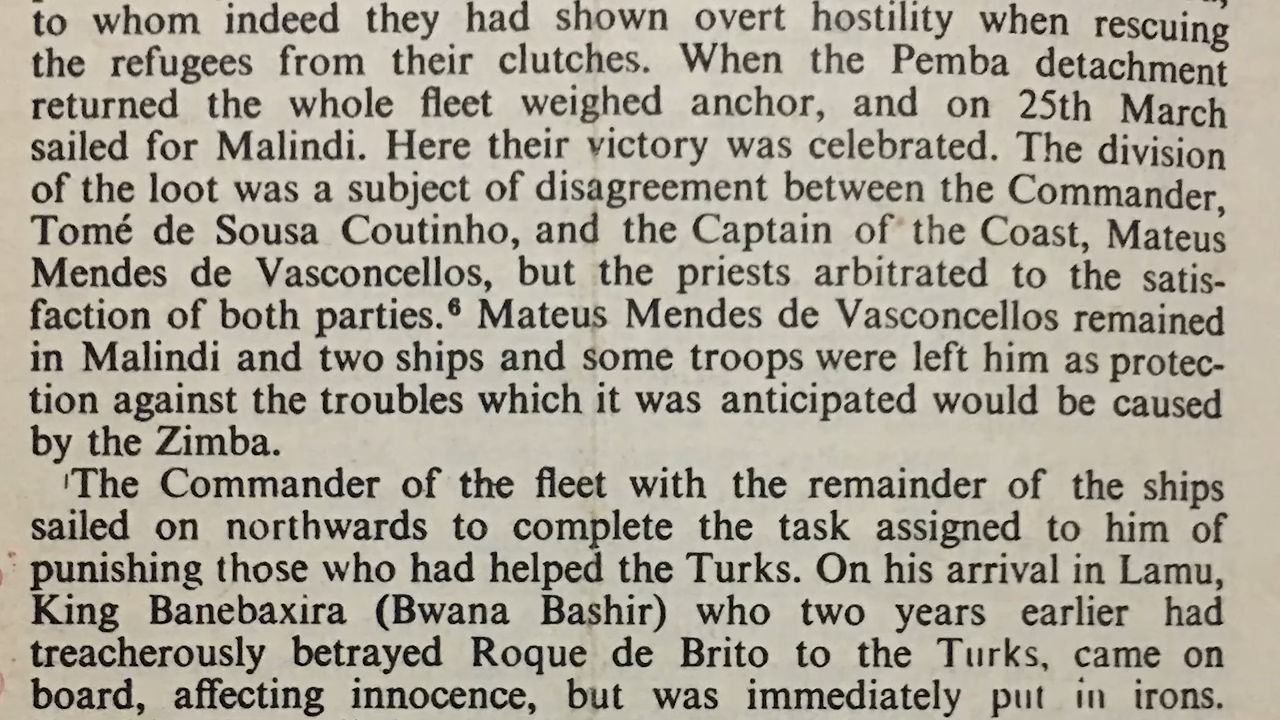 to whom indeed they had shown overt hostility when rescuing
the refugees from their clutches. When the Pemba detachment
returned the whole fleet weighed anchor, and on 25th March
sailed for Malindi. Here their victory was celebrated. The division
of the loot was a subject of disagreement between the Commander,
Tomé de Sousa Coutinho, and the Captain of the Coast, Mateus
Mendes de Vasconcellos, but the priests arbitrated to the satis-
faction of both parties.⁶ Mateus Mendes de Vasconcellos remained
in Malindi and two ships and some troops were left him as protec-
tion against the troubles which it was anticipated would be caused
by the Zimba.
The Commander of the fleet with the remainder of the ships
sailed on northwards to complete the task assigned to him of
punishing those who had helped the Turks. On his arrival in Lamu,
King Banebaxira (Bwana Bashir) who two years earlier had
treacherously betrayed Roque de Brito to the Turks, came on
board, affecting innocence, but was immediately put in irons.